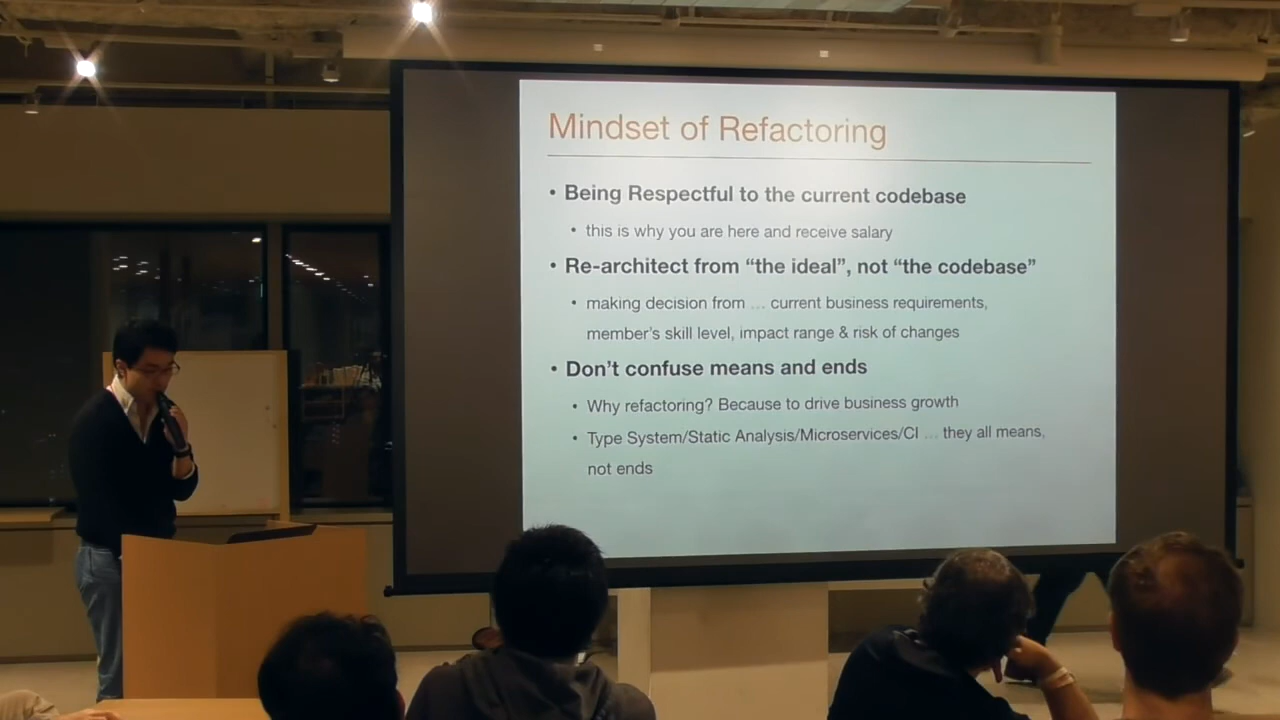 Mindset of Refactoring
• Being Respectful to the current codebase
• this is why you are here and receive salary
• Re-architect from “the ideal”, not “the codebase”
• making decision from … current business requirements,
member’s skill level, impact range & risk of changes
• Don’t confuse means and ends
• Why refactoring? Because to drive business growth
• Type System/Static Analysis/Microservices/CI … they all means,
not ends